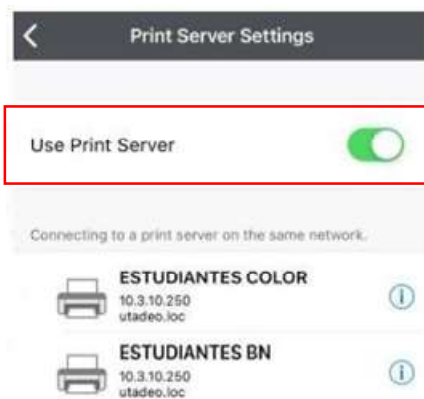 Print Server Settings
Use Print Server
Connecting to a print server on the same network.
ESTUDIANTES COLOR
10.3.10.250
utadeo.loc
ESTUDIANTES BN
10.3.10.250
utadeo.loc